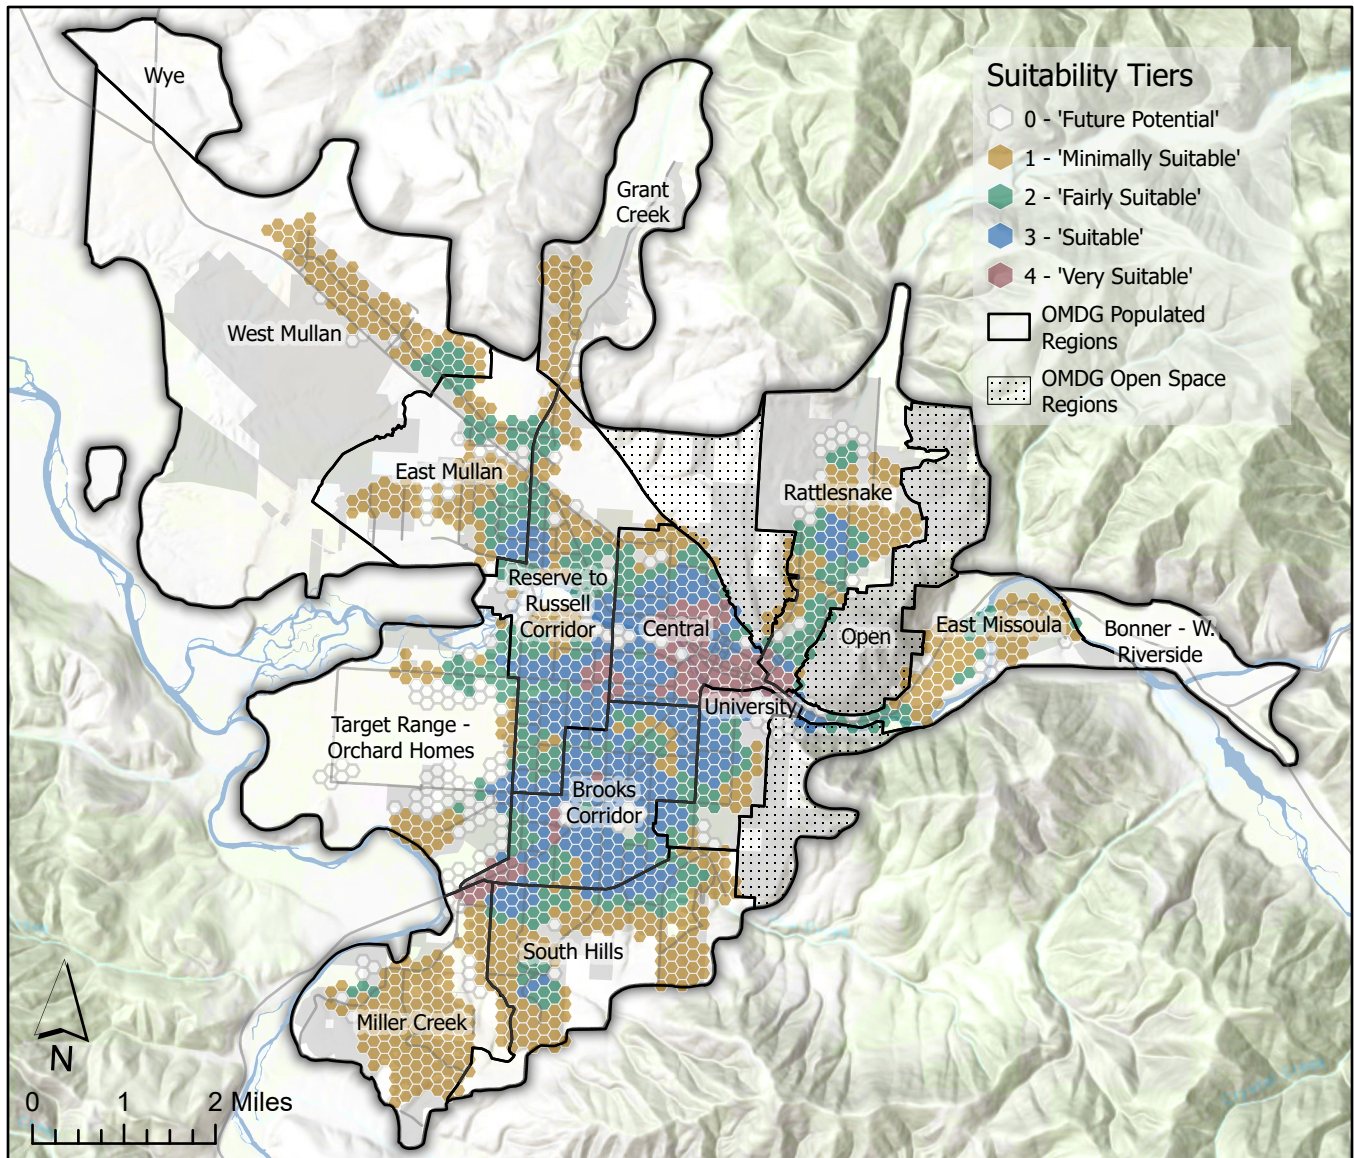 Wye
Suitability Tiers
0 - 'Future Potential'
1 - 'Minimally Suitable'
2 - 'Fairly Suitable'
3 - 'Suitable'
4 - 'Very Suitable'
OMDG Populated
Regions
OMDG Open Space
Regions
Grant
Creek
West Mullan
East Mullan
Rattlesnake
Reserve to
Russell
Corridor
Central
Open
East Missoula
Bonner - W.
Riverside
University
Target Range -
Orchard Homes
Brooks
Corridor
South Hills
Miller Creek
N
0 1 2 Miles